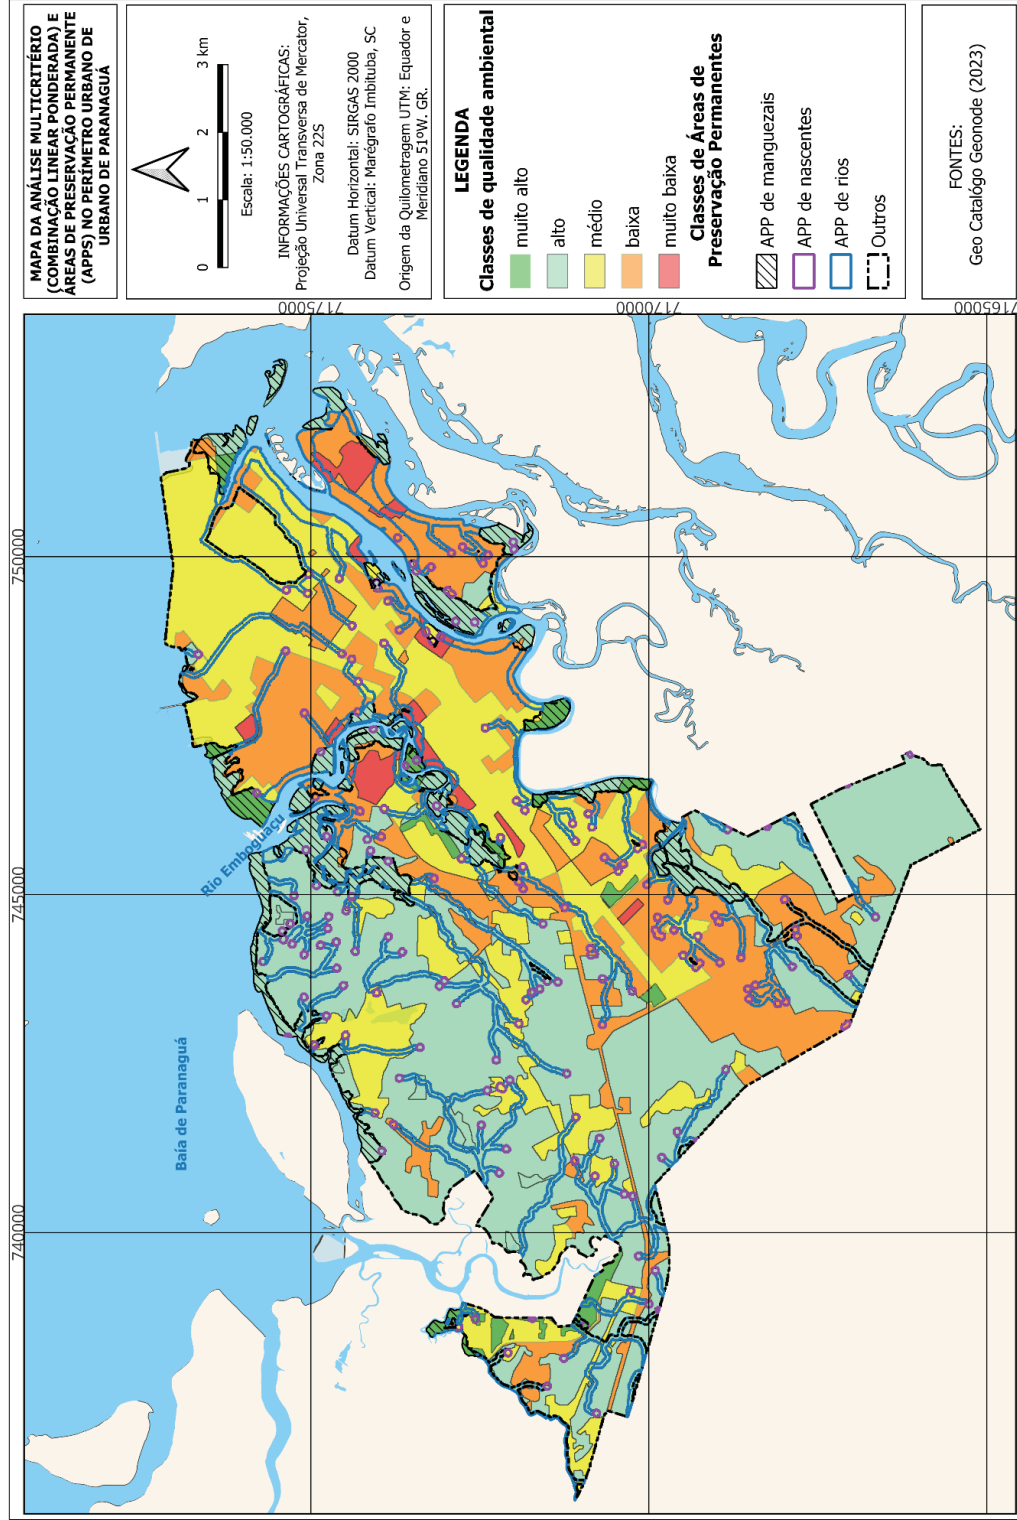 MAPA DA ANÁLISE MULTICRITÉRIO
(COMBINAÇÃO LINEAR PONDERADA) E
ÁREAS DE PRESERVAÇÃO PERMANENTE
(APPS) NO PERÍMETRO URBANO DE
URBANO DE PARANAGUÁ
0 1 2 3 km
Escala: 1:50.000
INFORMAÇÕES CARTOGRÁFICAS:
Projeção Universal Transversa de Mercator,
Zona 22S
Datum Horizontal: SIRGAS 2000
Datum Vertical: Marégrafo Imbituba, SC
Origem da Quilometragem UTM: Equador e
Meridiano 51ºW. GR.
LEGENDA
Classes de qualidade ambiental
muito alto
alto
médio
baixa
muito baixa
Classes de Áreas de
Preservação Permanentes
APP de manguezais
APP de nascentes
APP de rios
Outros
FONTES:
Geo Catalógo Geonode (2023)
740000
745000
750000
7175000
7170000
7165000
Baía de Paranaguá
Rio Emboguaçu